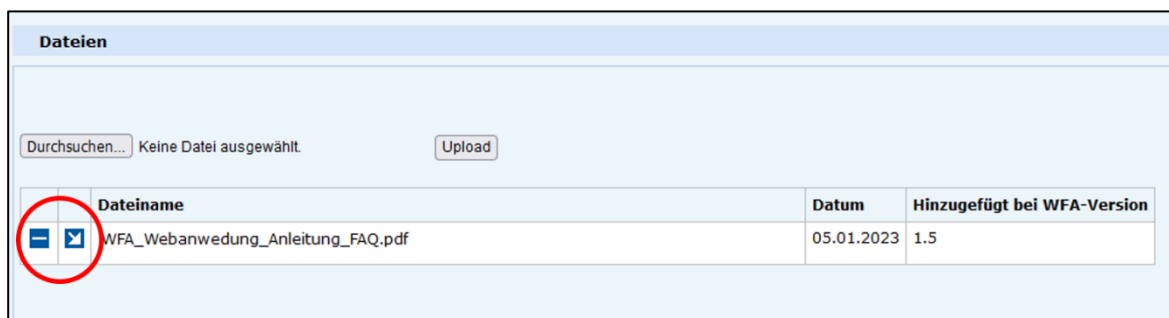 Dateien
Durchsuchen... Keine Datei ausgewählt. Upload
Dateiname Datum Hinzugefügt bei WFA-Version
WFA_Webanwedung_Anleitung_FAQ.pdf 05.01.2023 1.5